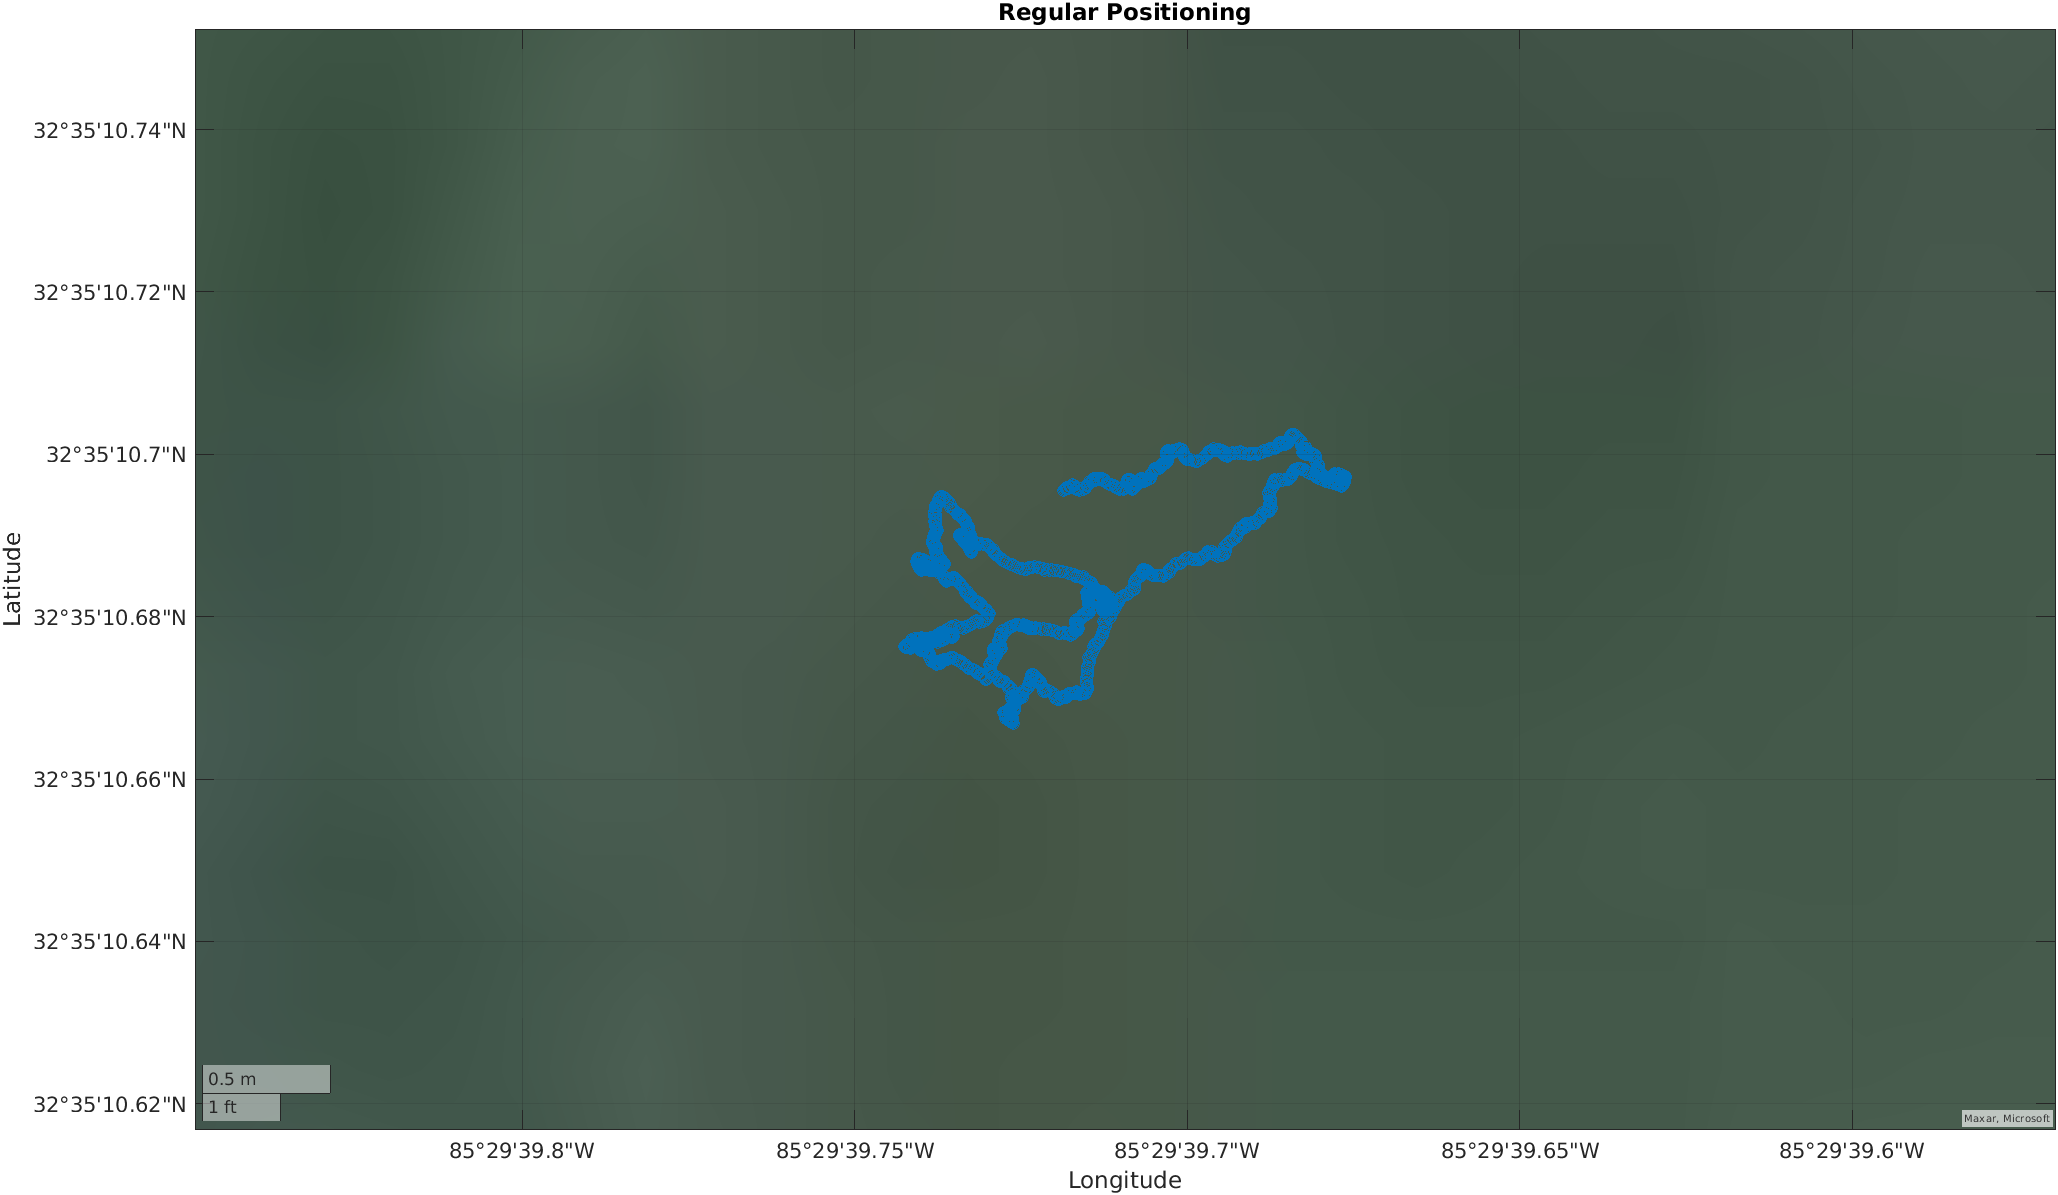 Regular Positioning
32°35'10.74"N
32°35'10.72"N
32°35'10.7"N
32°35'10.68"N
32°35'10.66"N
32°35'10.64"N
32°35'10.62"N
Latitude
0.5 m
1 ft
Maxar, Microsoft
85°29'39.8"W
85°29'39.75"W
85°29'39.7"W
85°29'39.65"W
85°29'39.6"W
Longitude